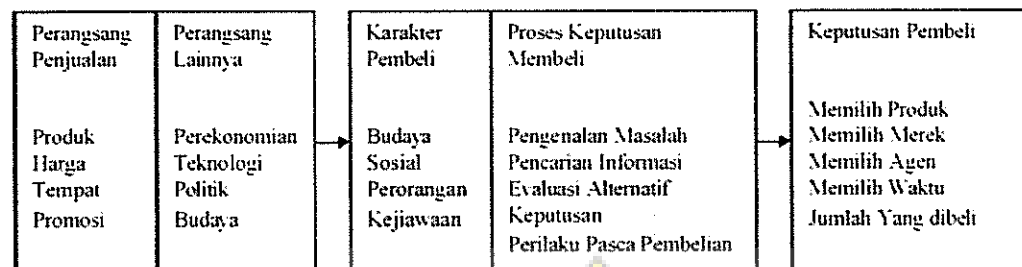 Perangsang Penjualan
Produk
Harga
Tempat
Promosi
Perangsang Lainnya
Perekonomian
Teknologi
Politik
Budaya
Karakter Pembeli
Budaya
Sosial
Perorangan
Kejiawaan
Proses Keputusan Membeli
Pengenalan Masalah
Pencarian Informasi
Evaluasi Alternatif
Keputusan
Perilaku Pasca Pembelian
Keputusan Pembeli
Memilih Produk
Memilih Merek
Memilih Agen
Memilih Waktu
Jumlah Yang dibeli